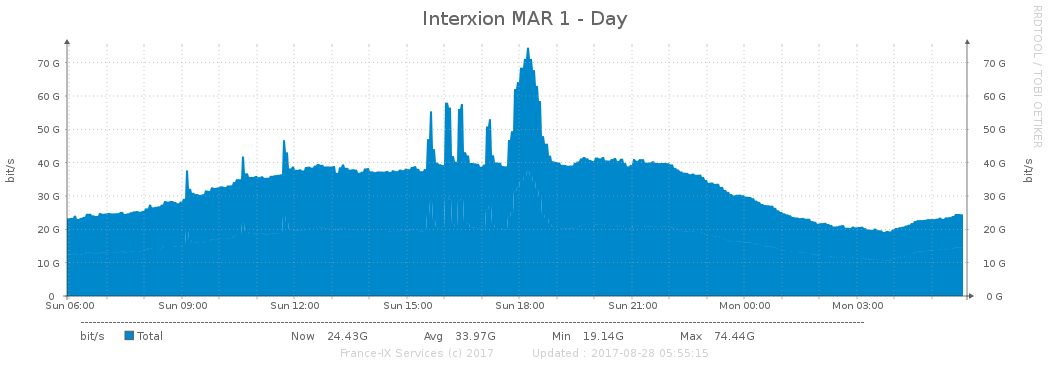 Interxion MAR 1 - Day
RRDTOOL / TOBI OETIKER
bit/s
70 G 70 G
60 G 60 G
50 G 50 G
40 G 40 G
30 G 30 G
20 G 20 G
10 G 10 G
0 0 G
bit/s
Sun 06:00 Sun 09:00 Sun 12:00 Sun 15:00 Sun 18:00 Sun 21:00 Mon 00:00 Mon 03:00
bit/s Total Now 24.43G Avg 33.97G Min 19.14G Max 74.44G
France-IX Services (c) 2017 Updated : 2017-08-28 05:55:15